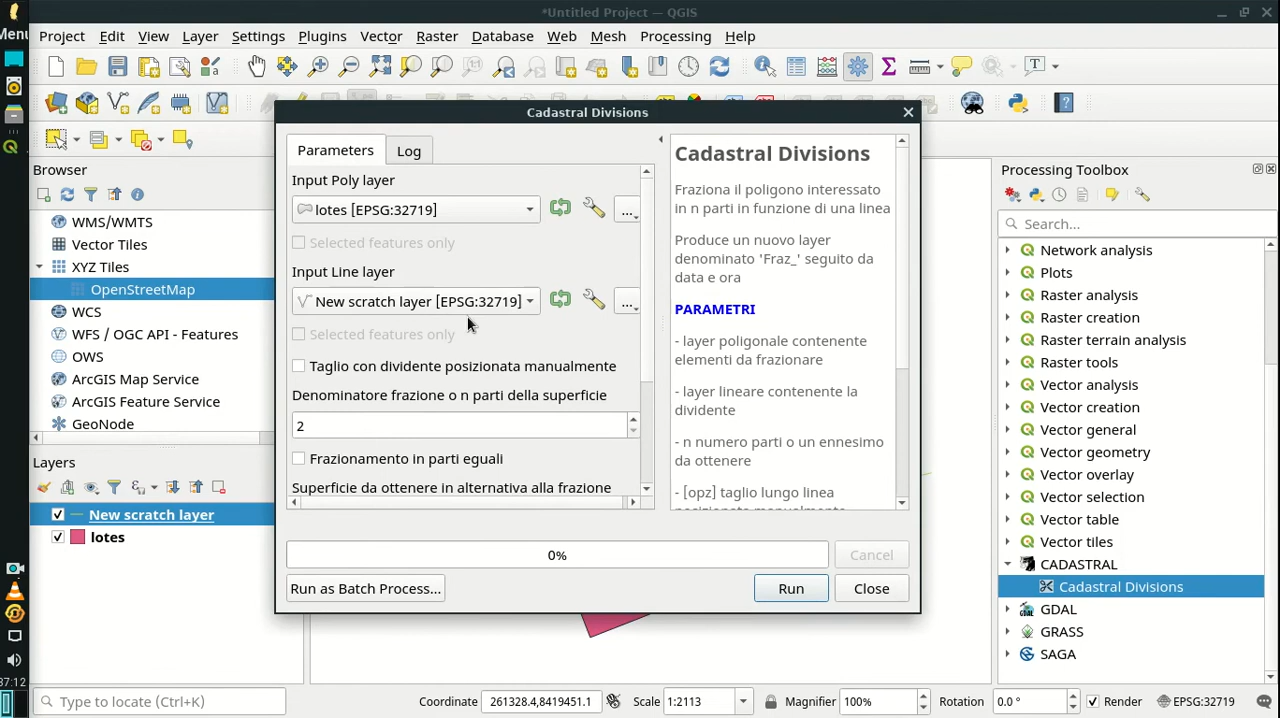 *Untitled Project — QGIS
Menu
Project Edit View Layer Settings Plugins Vector Raster Database Web Mesh Processing Help
Browser
WMS/WMTS
Vector Tiles
XYZ Tiles
OpenStreetMap
WCS
WFS / OGC API - Features
OWS
ArcGIS Map Service
ArcGIS Feature Service
GeoNode
Layers
New scratch layer
lotes
37:12
Cadastral Divisions
Parameters Log
Input Poly layer
lotes [EPSG:32719]
...
Selected features only
Input Line layer
New scratch layer [EPSG:32719]
...
Selected features only
Taglio con dividente posizionata manualmente
Denominatore frazione o n parti della superficie
2
Frazionamento in parti eguali
Superficie da ottenere in alternativa alla frazione
Cadastral Divisions
Fraziona il poligono interessato
in n parti in funzione di una linea
Produce un nuovo layer
denominato 'Fraz_' seguito da
data e ora
PARAMETRI
- layer poligonale contenente
elementi da frazionare
- layer lineare contenente la
dividente
- n numero parti o un ennesimo
da ottenere
- [opz] taglio lungo linea
posizionata manualmente
0%
Cancel
Run as Batch Process...
Run
Close
Processing Toolbox
Search...
Network analysis
Plots
Raster analysis
Raster creation
Raster terrain analysis
Raster tools
Vector analysis
Vector creation
Vector general
Vector geometry
Vector overlay
Vector selection
Vector table
Vector tiles
CADASTRAL
Cadastral Divisions
GDAL
GRASS
SAGA
Type to locate (Ctrl+K)
Coordinate 261328.4,8419451.1
Scale 1:2113
Magnifier 100%
Rotation 0.0 °
Render
EPSG:32719